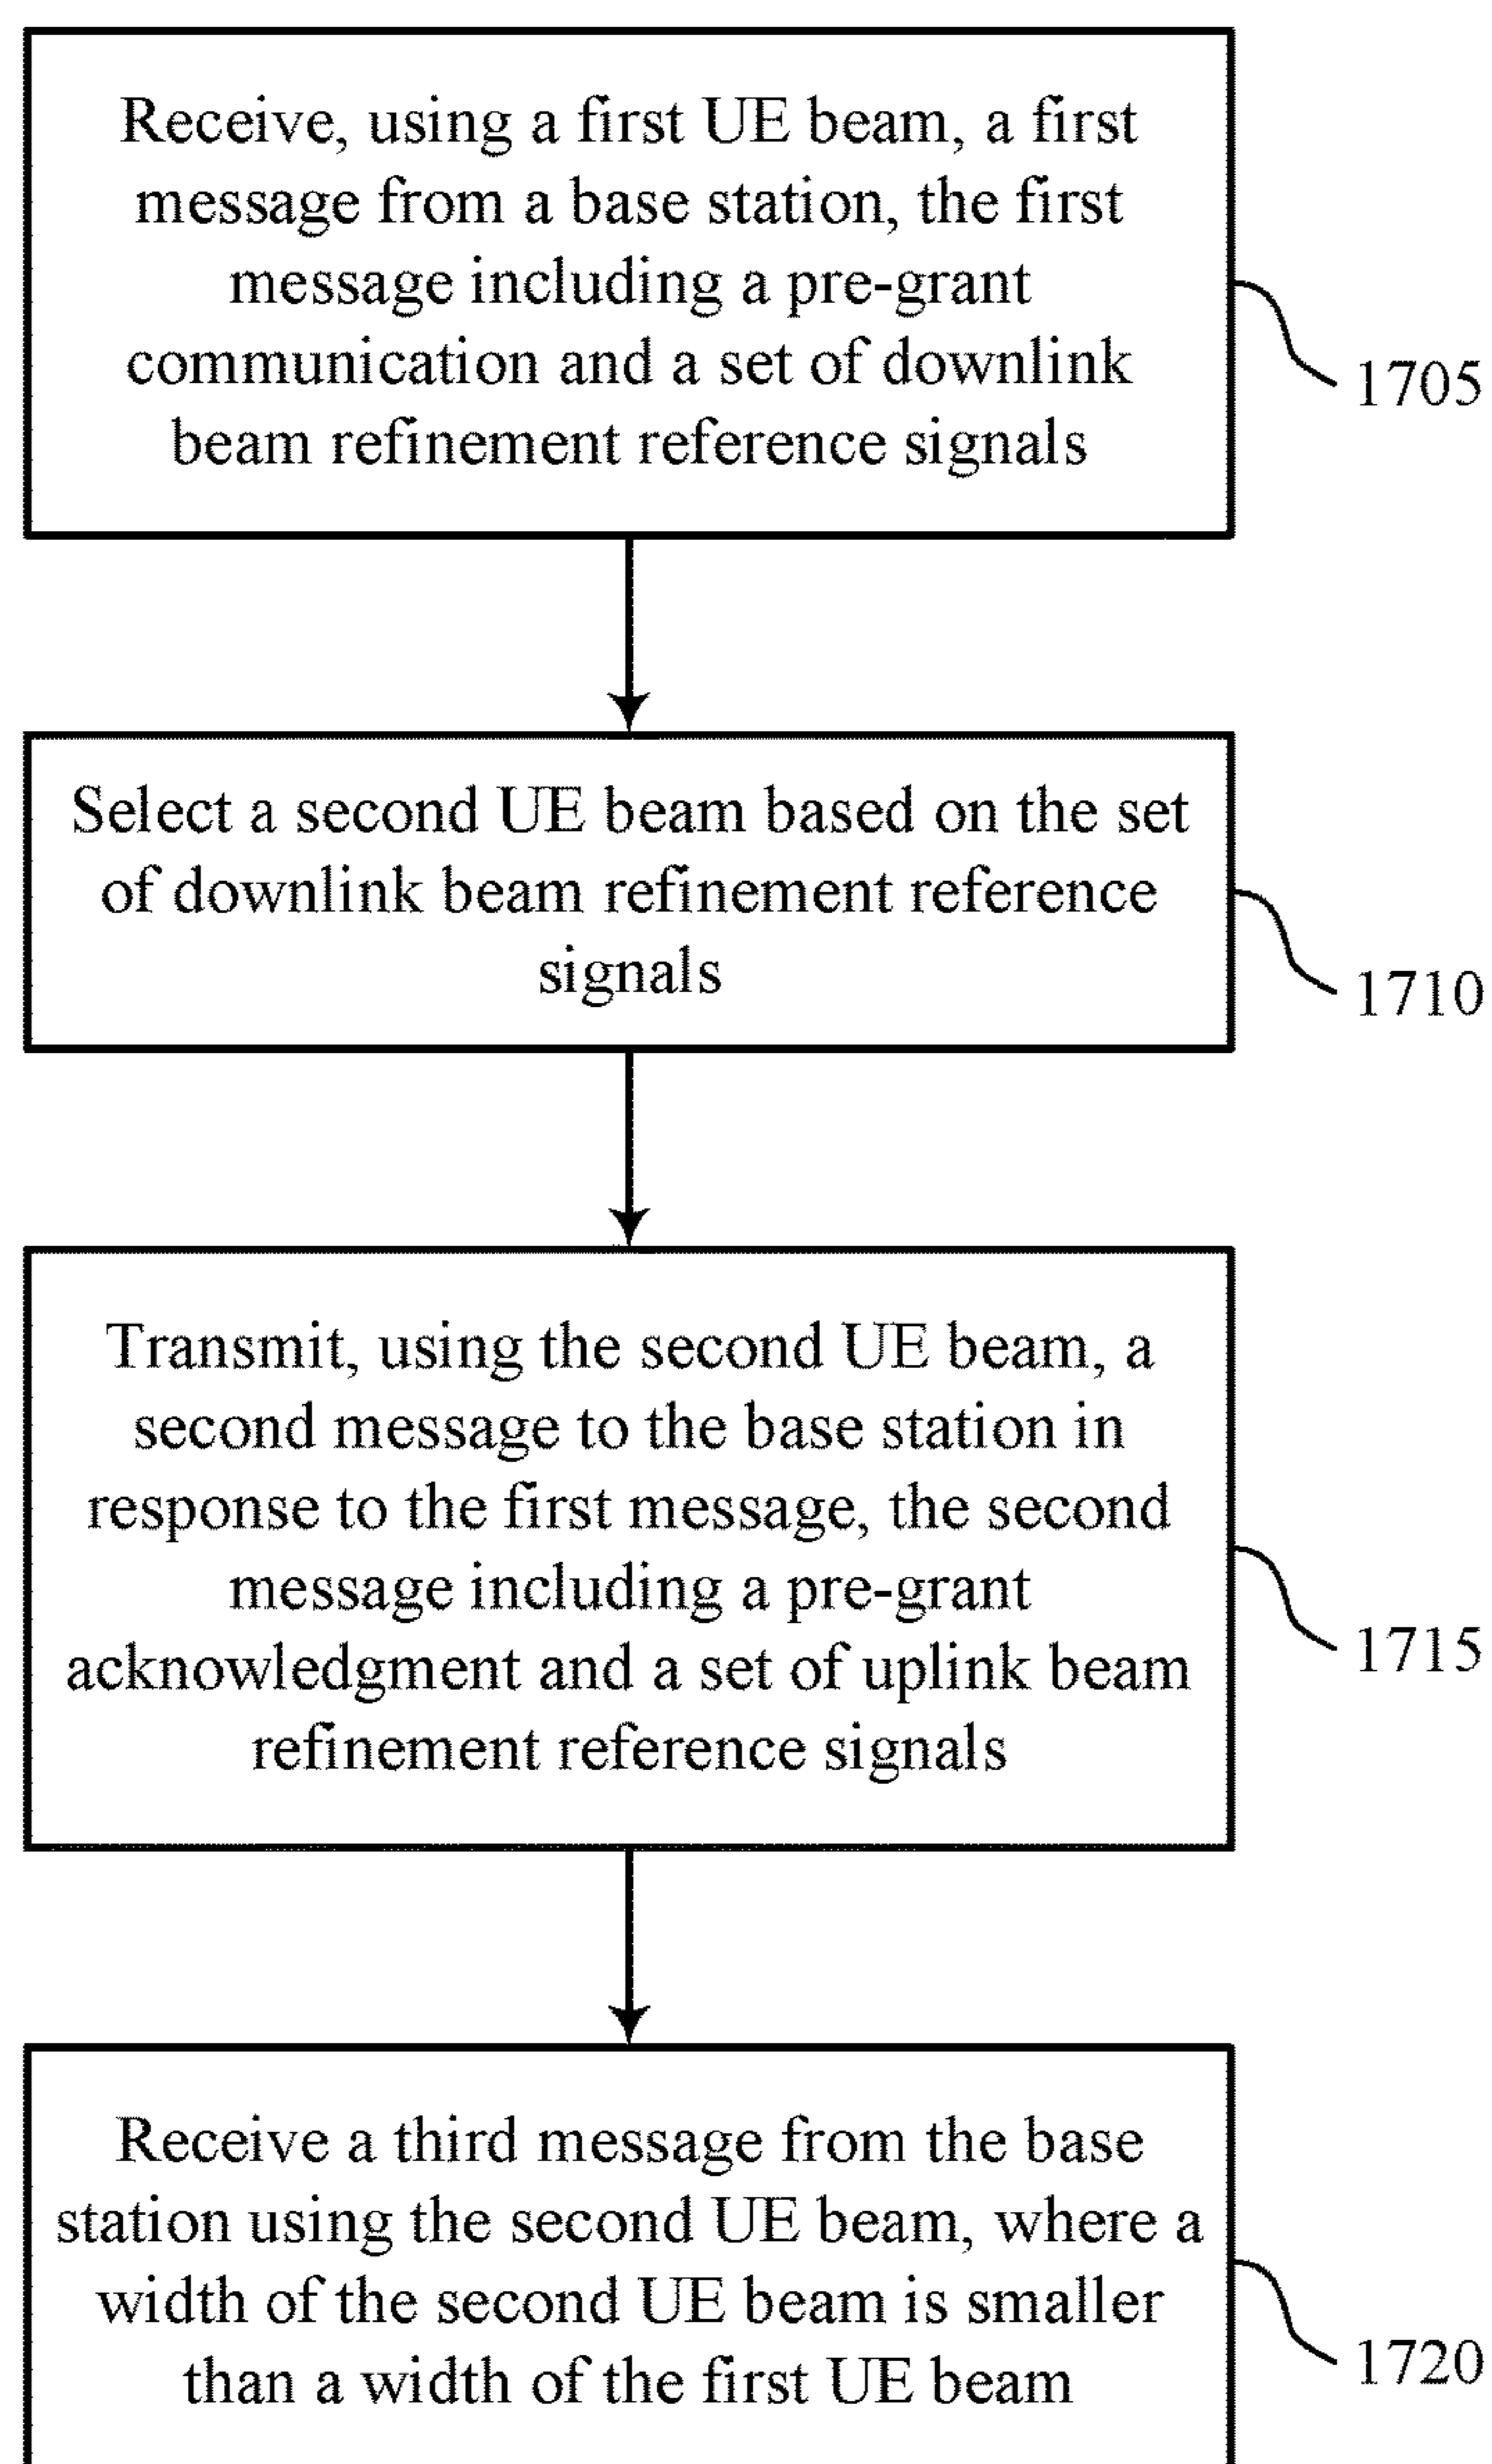 Receive, using a first UE beam, a first
message from a base station, the first
message including a pre-grant
communication and a set of downlink
beam refinement reference signals
1705
Select a second UE beam based on the set
of downlink beam refinement reference
signals
1710
Transmit, using the second UE beam, a
second message to the base station in
response to the first message, the second
message including a pre-grant
acknowledgment and a set of uplink beam
refinement reference signals
1715
Receive a third message from the base
station using the second UE beam, where a
width of the second UE beam is smaller
than a width of the first UE beam
1720